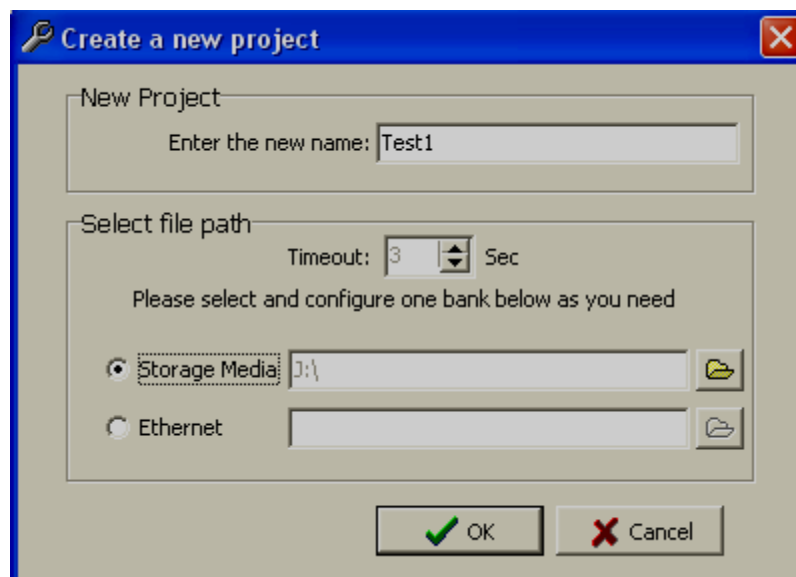 Create a new project
New Project
Enter the new name: Test1
Select file path
Timeout: 3 Sec
Please select and configure one bank below as you need
Storage Media J:\
Ethernet
OK Cancel